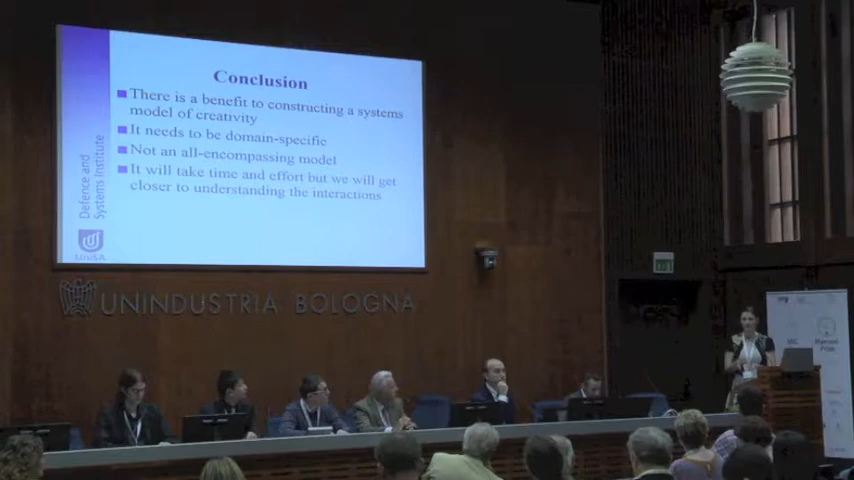 Conclusion
There is a benefit to constructing a systems
model of creativity
It needs to be domain-specific
Not an all-encompassing model
It will take time and effort but we will get
closer to understanding the interactions
Defence and
Systems Institute
UniSA
UNINDUSTRIA BOLOGNA